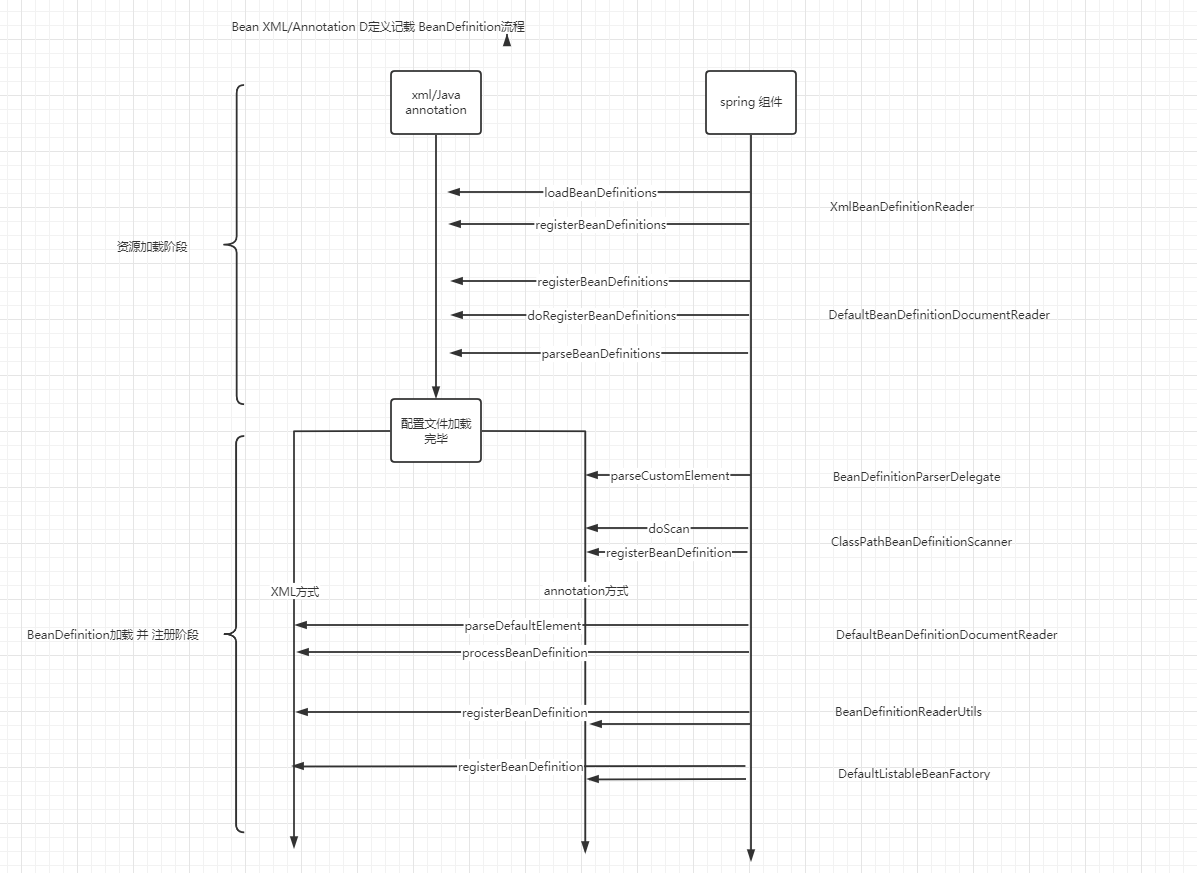 Bean XML/Annotation D定义记载 BeanDefinition流程
xml/Java
annotation
spring 组件
loadBeanDefinitions
XmlBeanDefinitionReader
registerBeanDefinitions
资源加载阶段
registerBeanDefinitions
doRegisterBeanDefinitions
DefaultBeanDefinitionDocumentReader
parseBeanDefinitions
配置文件加载
完毕
parseCustomElement
BeanDefinitionParserDelegate
doScan
ClassPathBeanDefinitionScanner
registerBeanDefinition
XML方式
annotation方式
parseDefaultElement
BeanDefinition加载 并 注册阶段
DefaultBeanDefinitionDocumentReader
processBeanDefinition
registerBeanDefinition
BeanDefinitionReaderUtils
registerBeanDefinition
DefaultListableBeanFactory